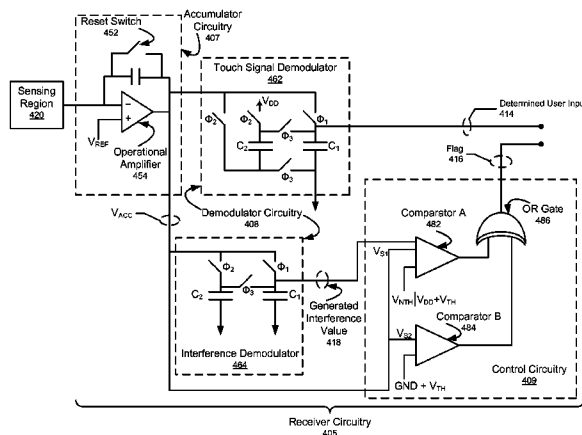 Reset Switch
452
Accumulator
Circuitry
407
Touch Signal Demodulator
462
Sensing
Region
420
VREF
Operational
Amplifier
454
Φ2
Φ2
VDD
Φ3
Φ1
C2
C1
Φ3
Determined User Input
414
Flag
416
OR Gate
486
VACC
Demodulator Circuitry
408
Comparator A
482
VS1
VNTH|VDD+VTH
Φ2
Φ1
Φ3
C2
C1
Generated
Interference
Value
418
Comparator B
484
VS2
GND + VTH
Interference Demodulator
464
Control Circuitry
409
Receiver Circuitry
405